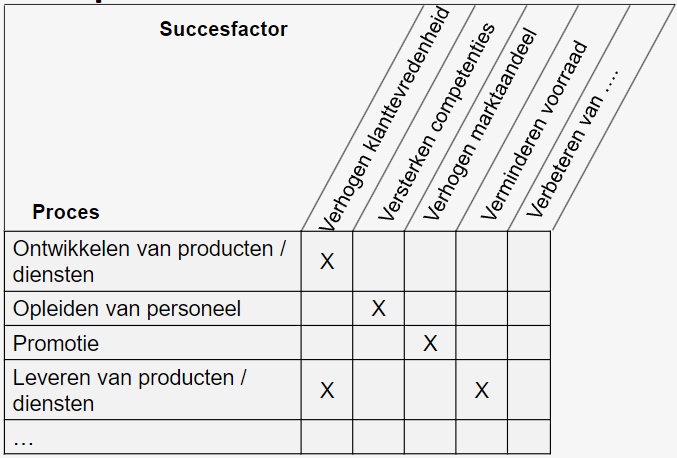 Succesfactor
Verhogen klanttevredenheid
Versterken competenties
Verhogen marktaandeel
Verminderen voorraad
Verbeteren van ....
Proces
Ontwikkelen van producten /
diensten
X
Opleiden van personeel
X
Promotie
X
Leveren van producten /
diensten
X
X
...